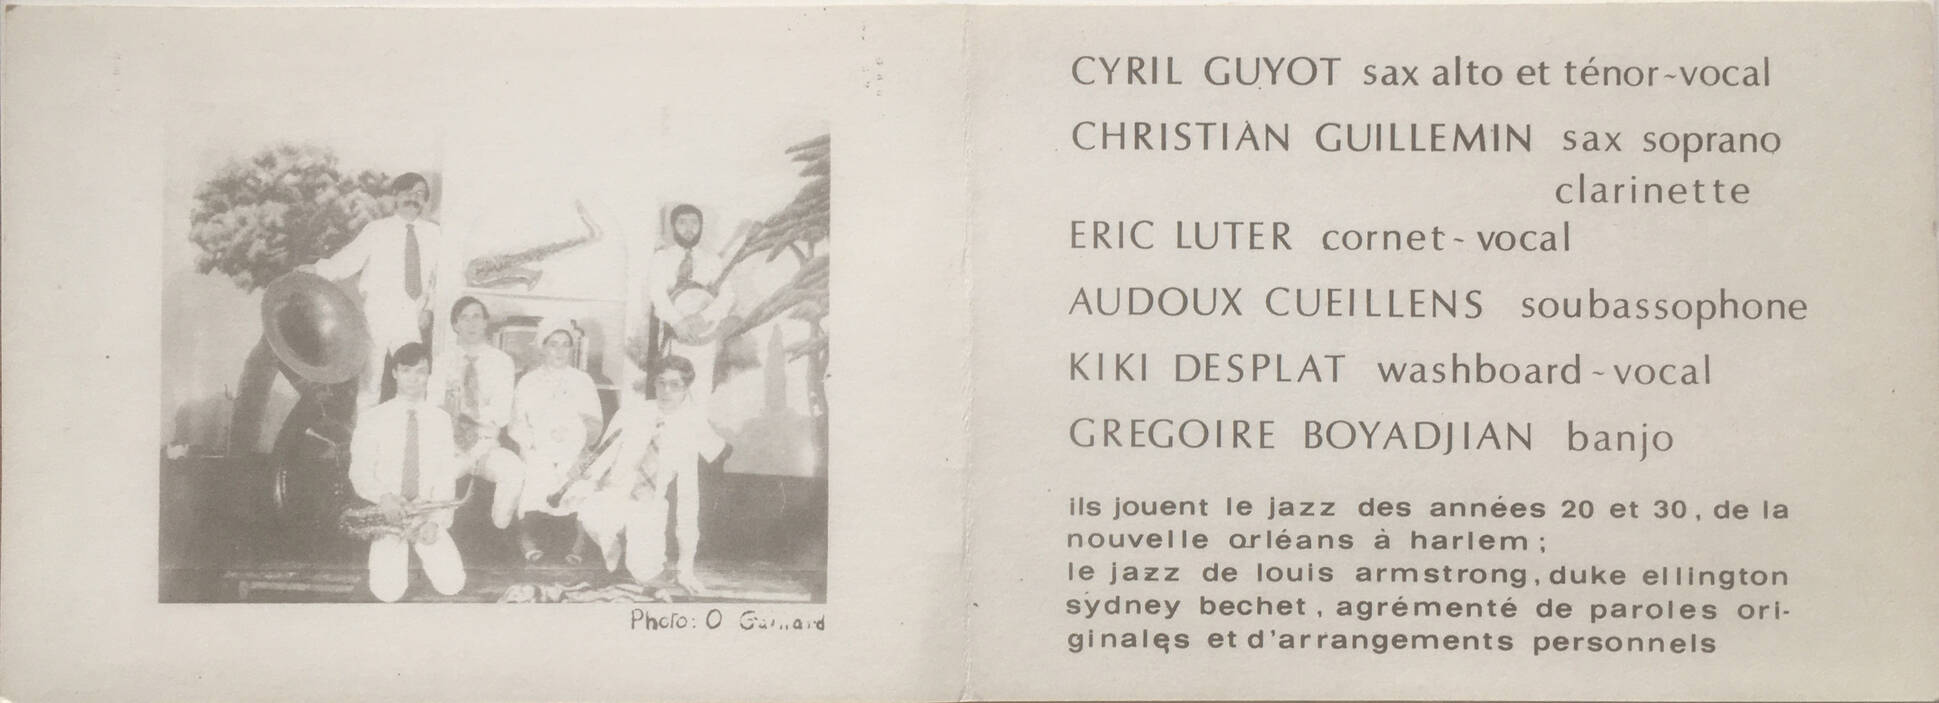 Photo: O
CYRIL GUYOT sax alto et ténor~vocal
CHRISTIAN GUILLEMIN sax soprano
clarinette
ERIC LUTER cornet~vocal
AUDOUX CUEILLENS soubassophone
KIKI DESPLAT washboard~vocal
GREGOIRE BOYADJIAN banjo
ils jouent le jazz des années 20 et 30, de la
nouvelle orléans à harlem;
le jazz de louis armstrong, duke ellington
sydney bechet, agrémenté de paroles ori-
ginales et d'arrangements personnels